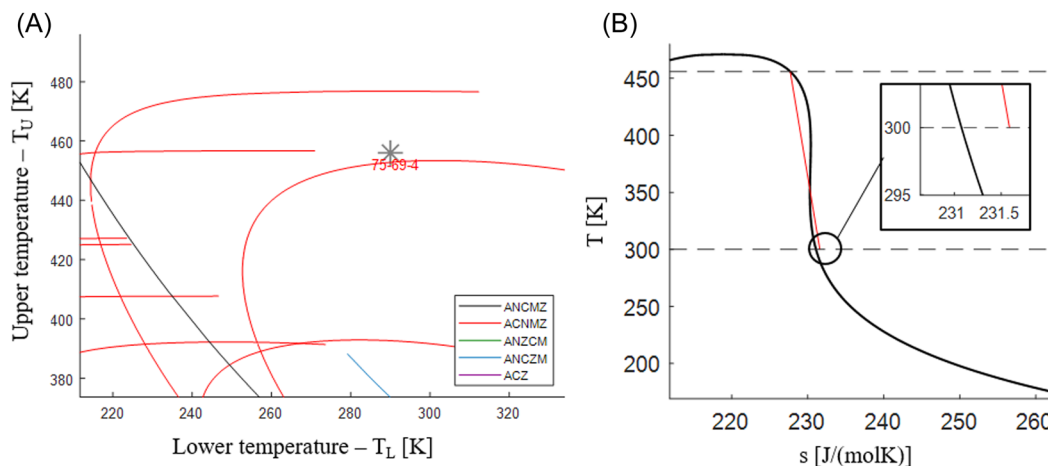 (A)
Upper temperature – T_U [K]
480
460
440
420
400
380
75-69-4
ANCMZ
ACNMZ
ANZCM
ANCZM
ACZ
220
240
260
280
300
320
Lower temperature – T_L [K]
(B)
T [K]
450
400
350
300
250
200
300
295
231
231.5
220
230
240
250
260
s [J/(molK)]